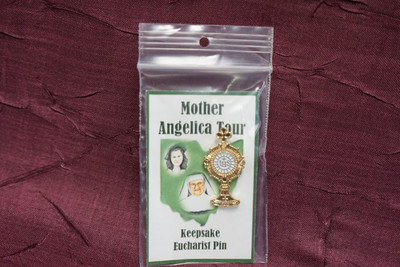 Mother
Angelica Tour
Keepsake
Eucharist Pin